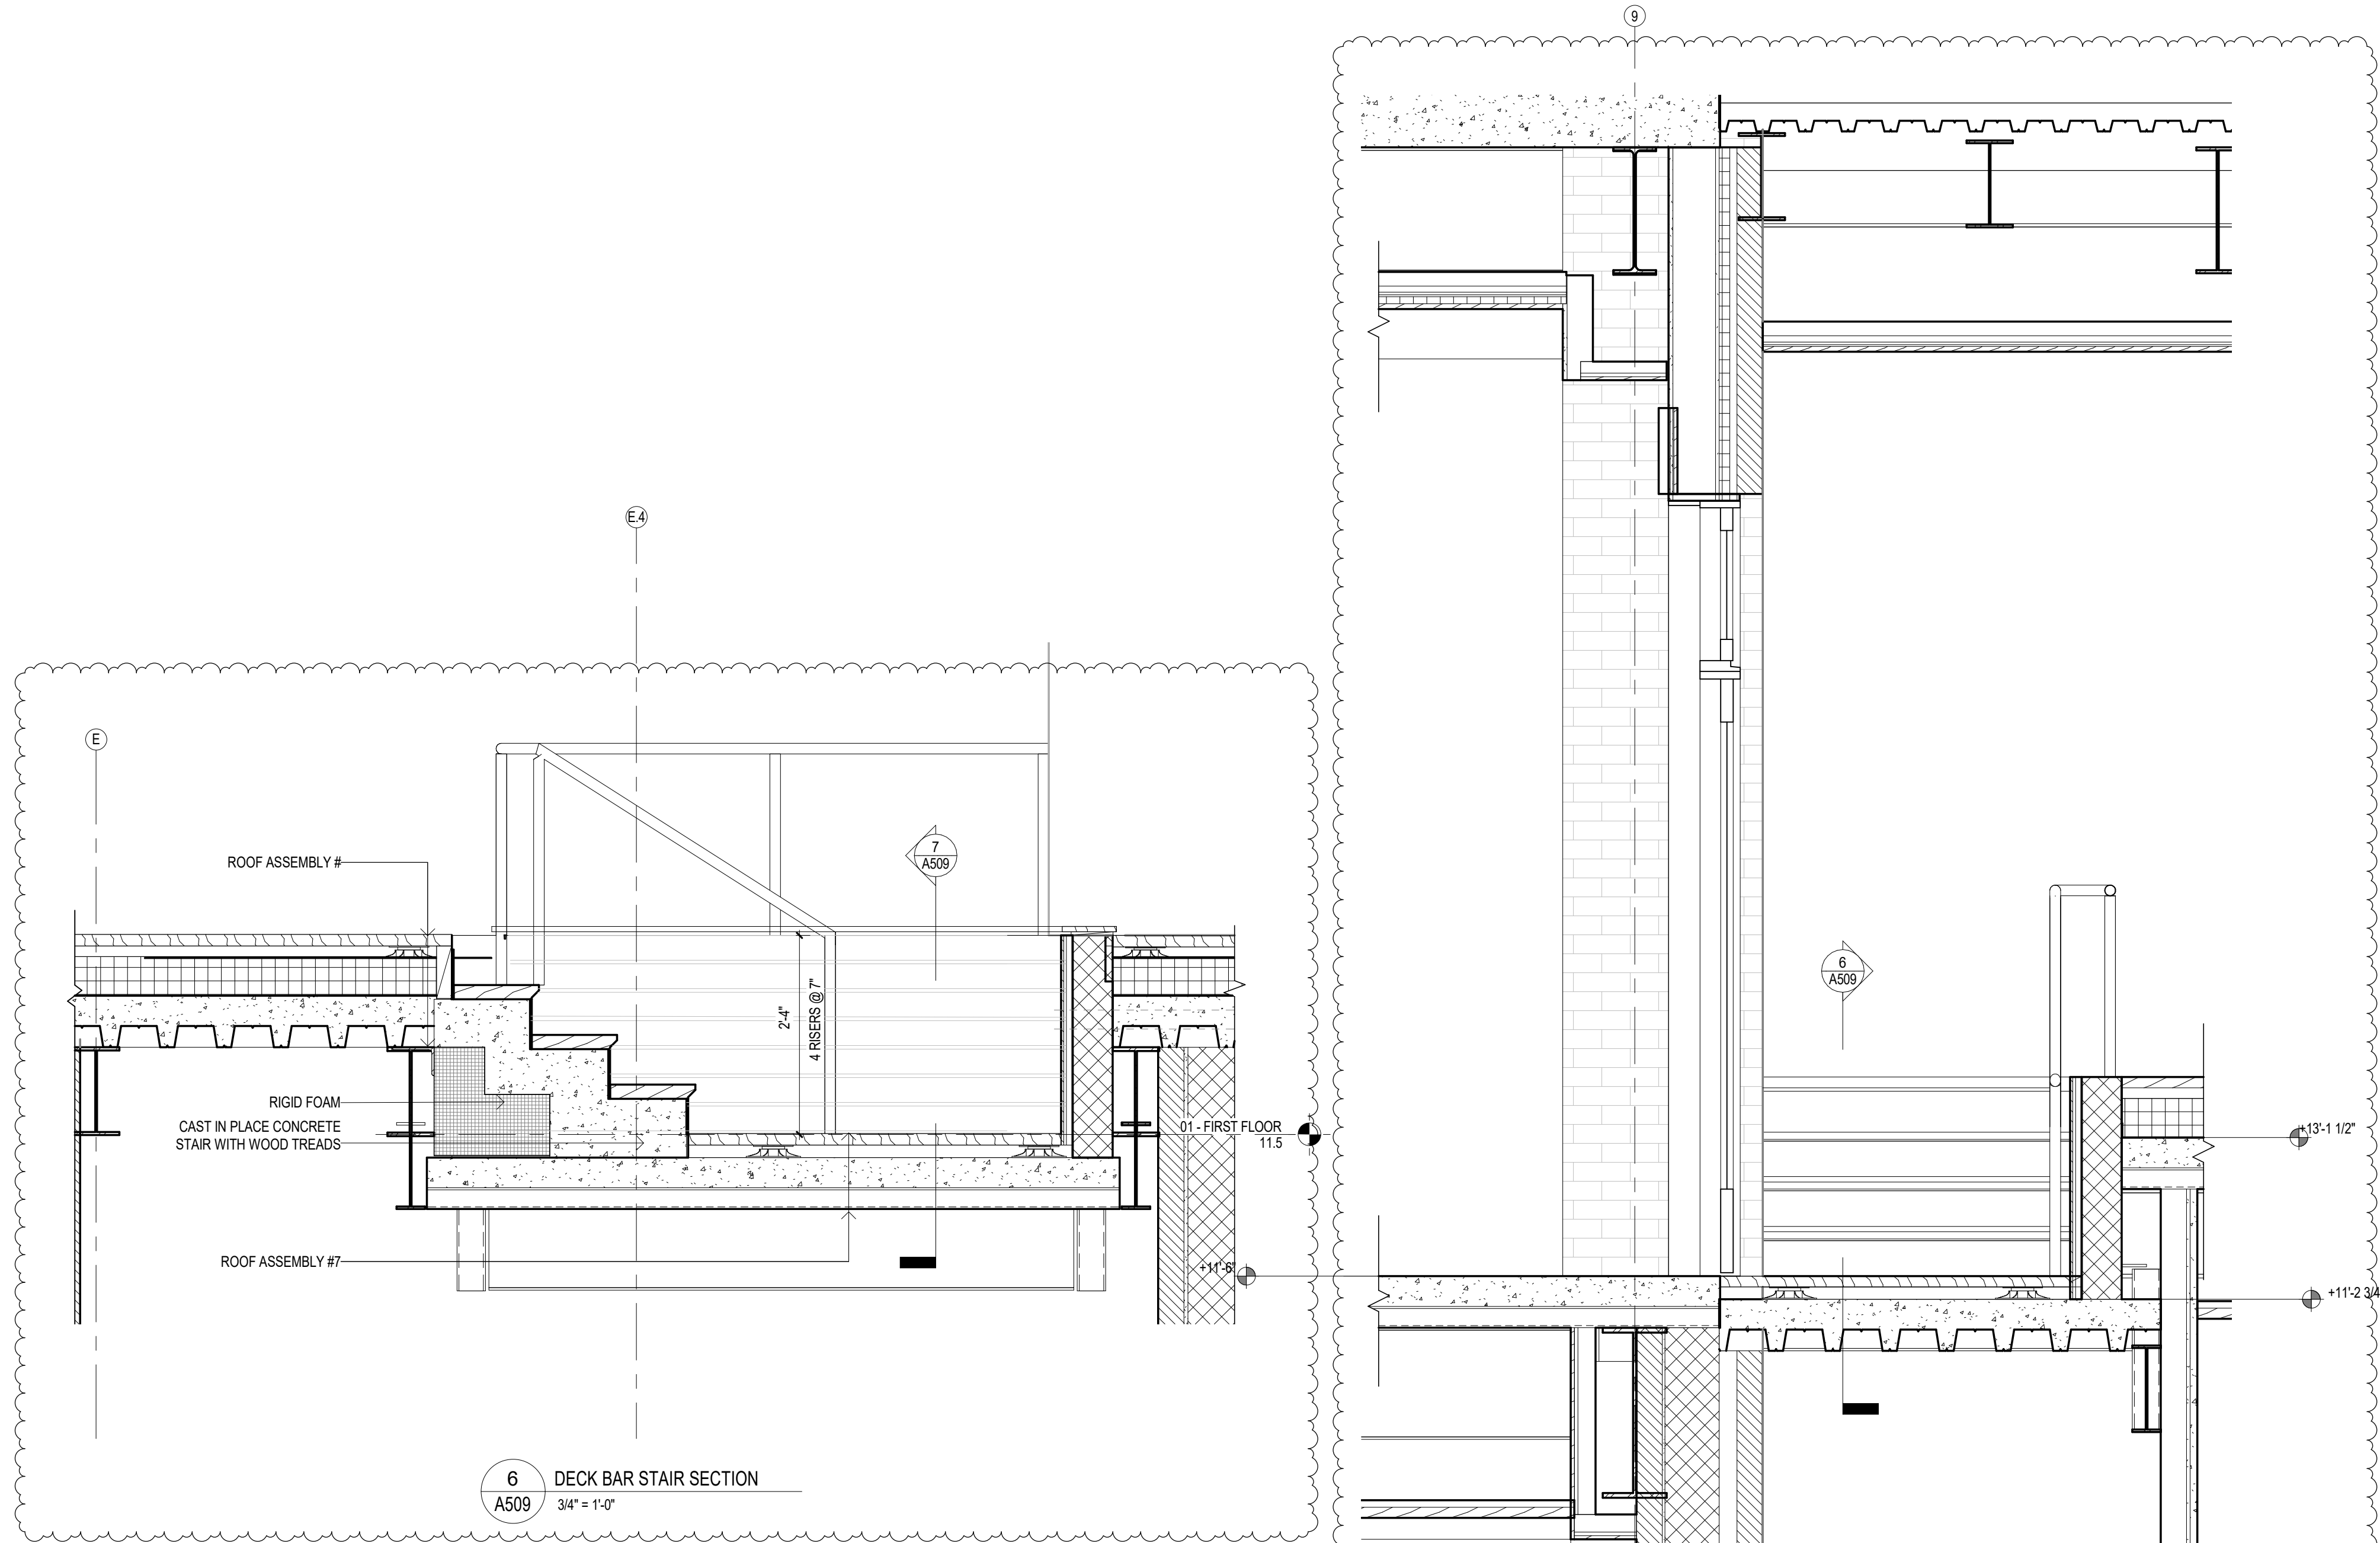 9
E.4
E
7
A509
ROOF ASSEMBLY #
2'-4"
4 RISERS @ 7"
RIGID FOAM
CAST IN PLACE CONCRETE
STAIR WITH WOOD TREADS
01 - FIRST FLOOR
11.5
ROOF ASSEMBLY #7
+11'-6"
6
A509
+13'-1 1/2"
+11'-2 3/4
6
A509
DECK BAR STAIR SECTION
3/4" = 1'-0"